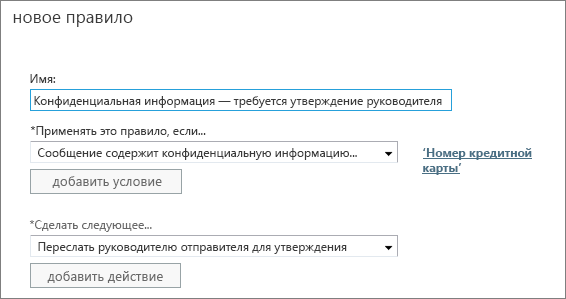 новое правило
Имя:
Конфиденциальная информация — требуется утверждение руководителя
*Применять это правило, если...
Сообщение содержит конфиденциальную информацию...
‘Номер кредитной
карты’
добавить условие
*Сделать следующее...
Переслать руководителю отправителя для утверждения
добавить действие